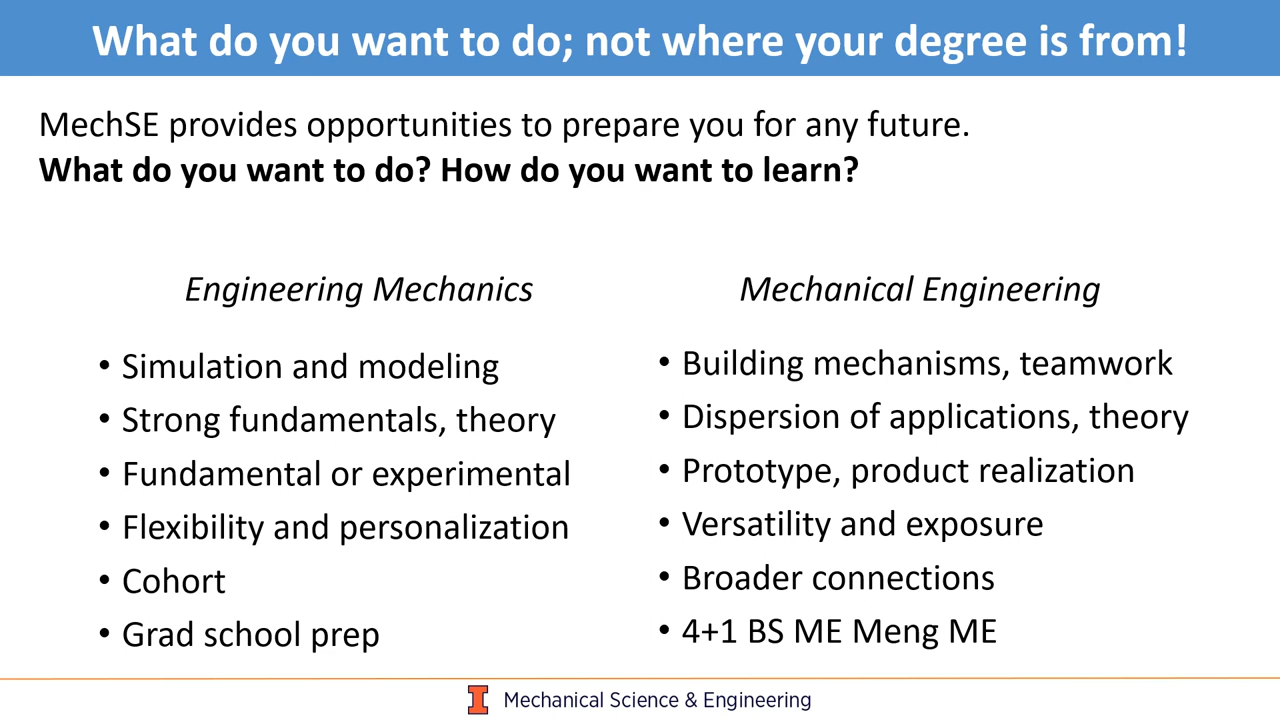 What do you want to do; not where your degree is from!
MechSE provides opportunities to prepare you for any future.
What do you want to do? How do you want to learn?
Engineering Mechanics
• Simulation and modeling
• Strong fundamentals, theory
• Fundamental or experimental
• Flexibility and personalization
• Cohort
• Grad school prep
Mechanical Engineering
• Building mechanisms, teamwork
• Dispersion of applications, theory
• Prototype, product realization
• Versatility and exposure
• Broader connections
• 4+1 BS ME Meng ME
I Mechanical Science & Engineering